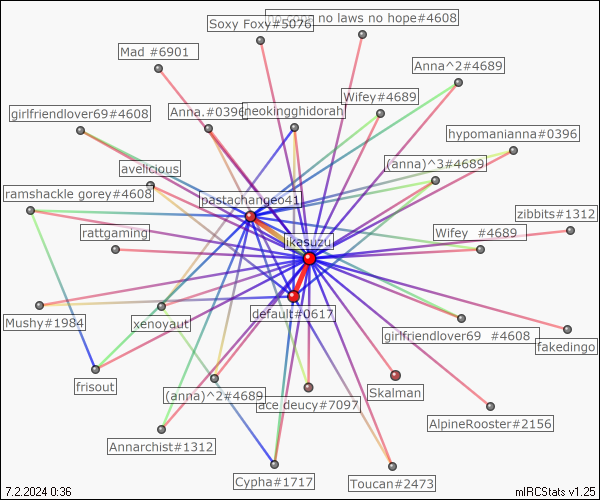 Soxy Foxy#5076
no laws no hope#4608
Mad #6901
Anna^2#4689
Wifey#4689
girlfriendlover69#4608
Anna.#0396
neokingghidorah
hypomanianna#0396
(anna)^3#4689
avelicious
ramshackle gorey#4608
pastachangeo41
zibbits#1312
rattgaming
Wifey #4689
ikasuzu
default#0617
Mushy#1984
xenoyaut
girlfriendlover69 #4608
fakedingo
frisout
(anna)^2#4689
ace deucy#7097
Skalman
AlpineRooster#2156
Annarchist#1312
Cypha#1717
Toucan#2473
7.2.2024 0:36
mIRCStats v1.25